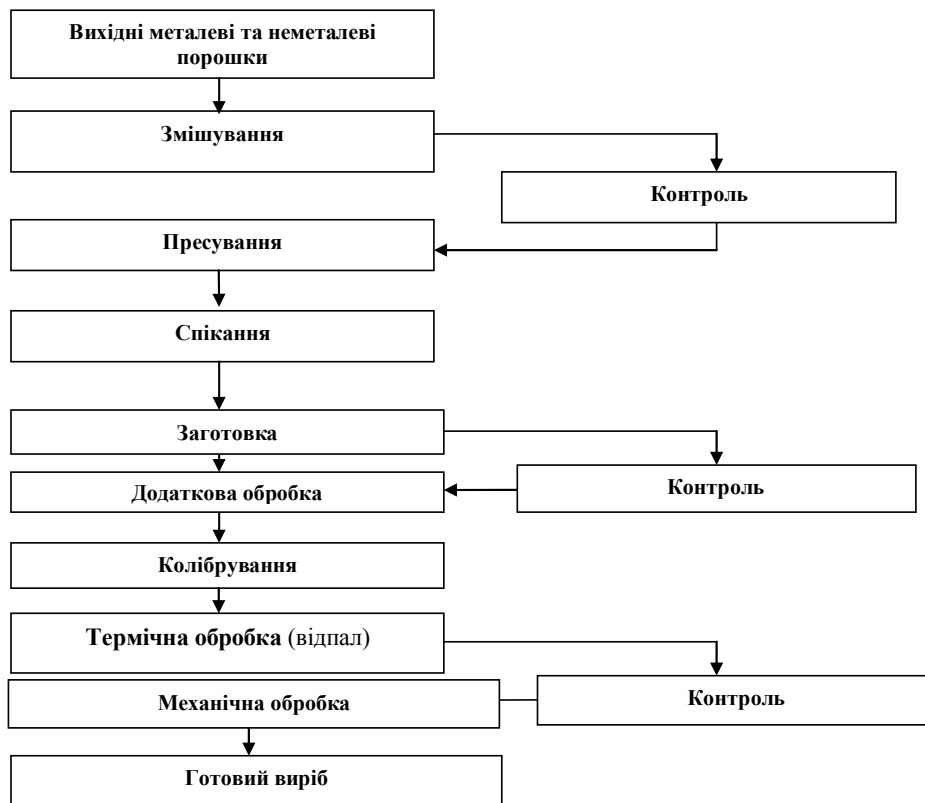 Вихідні металеві та неметалеві
порошки
Змішування
Контроль
Пресування
Спікання
Заготовка
Контроль
Додаткова обробка
Колібрування
Термічна обробка (відпал)
Контроль
Механічна обробка
Готовий виріб